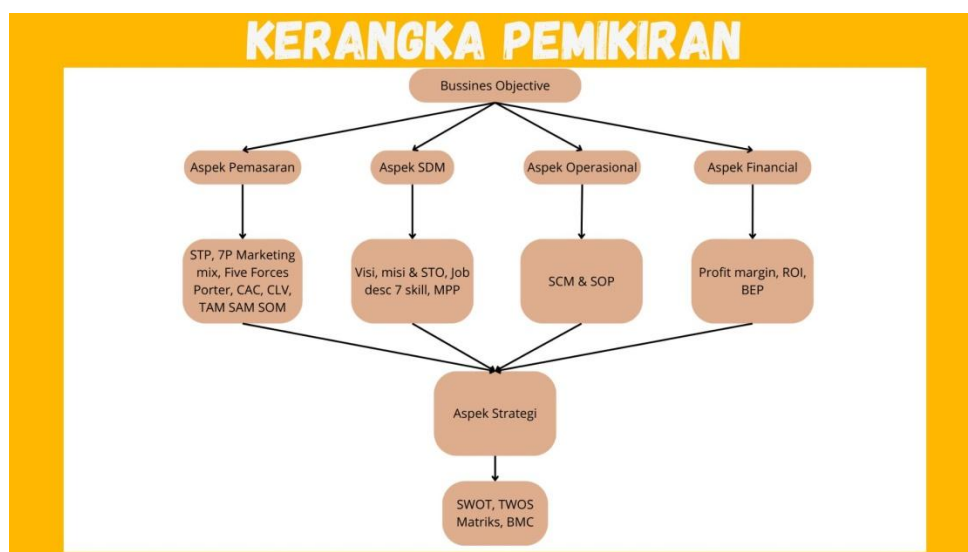 KERANGKA PEMIKIRAN
Bussines Objective
Aspek Pemasaran
Aspek SDM
Aspek Operasional
Aspek Financial
STP, 7P Marketing
mix, Five Forces
Porter, CAC, CLV,
TAM SAM SOM
Visi, misi & STO, Job
desc 7 skill, MPP
SCM & SOP
Profit margin, ROI,
BEP
Aspek Strategi
SWOT, TWOS
Matriks, BMC